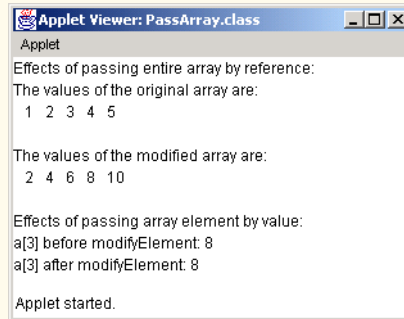 Applet Viewer: PassArray.class
Applet
Effects of passing entire array by reference:
The values of the original array are:
1 2 3 4 5
The values of the modified array are:
2 4 6 8 10
Effects of passing array element by value:
a[3] before modifyElement: 8
a[3] after modifyElement: 8
Applet started.